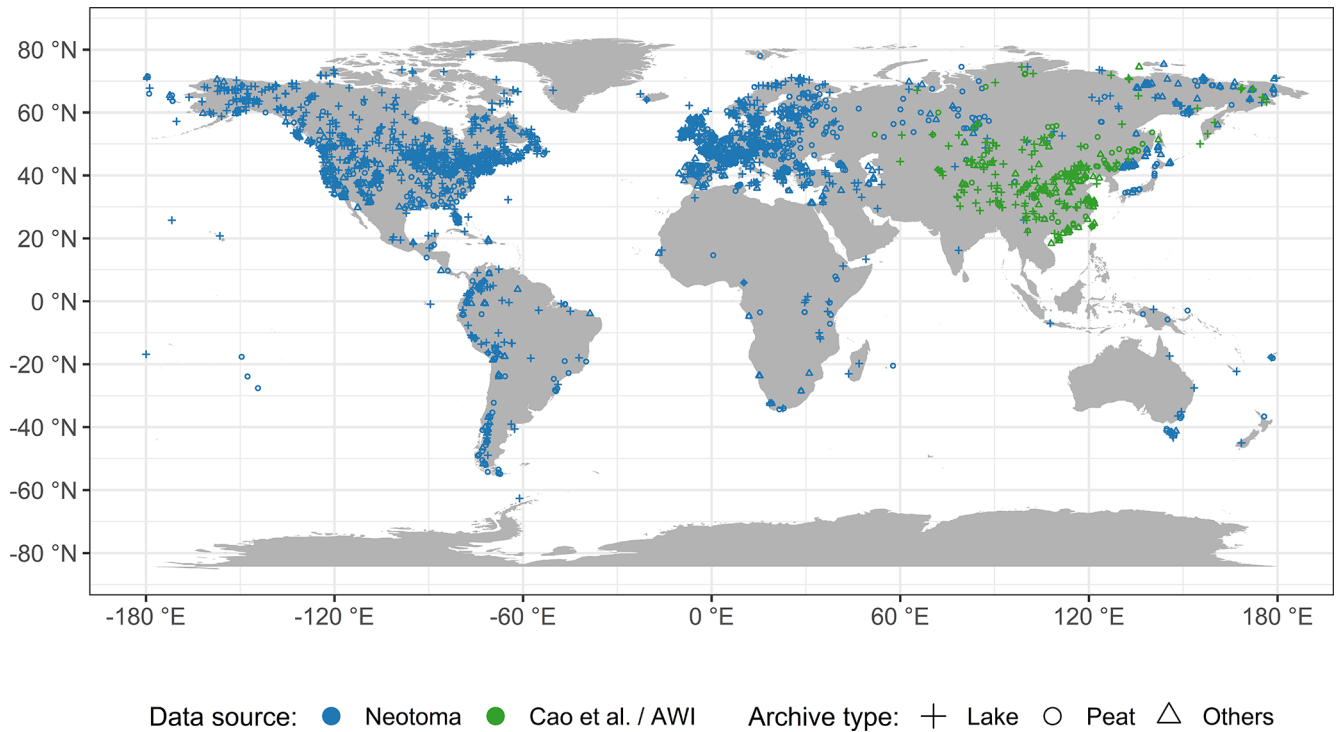 80 °N
60 °N
40 °N
20 °N
0 °N
-20 °N
-40 °N
-60 °N
-80 °N
-180 °E -120 °E -60 °E 0 °E 60 °E 120 °E 180 °E
Data source: Neotoma Cao et al. / AWI Archive type: Lake Peat Others